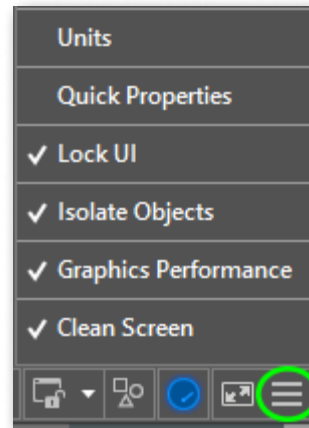 Units
Quick Properties
Lock UI
Isolate Objects
Graphics Performance
Clean Screen